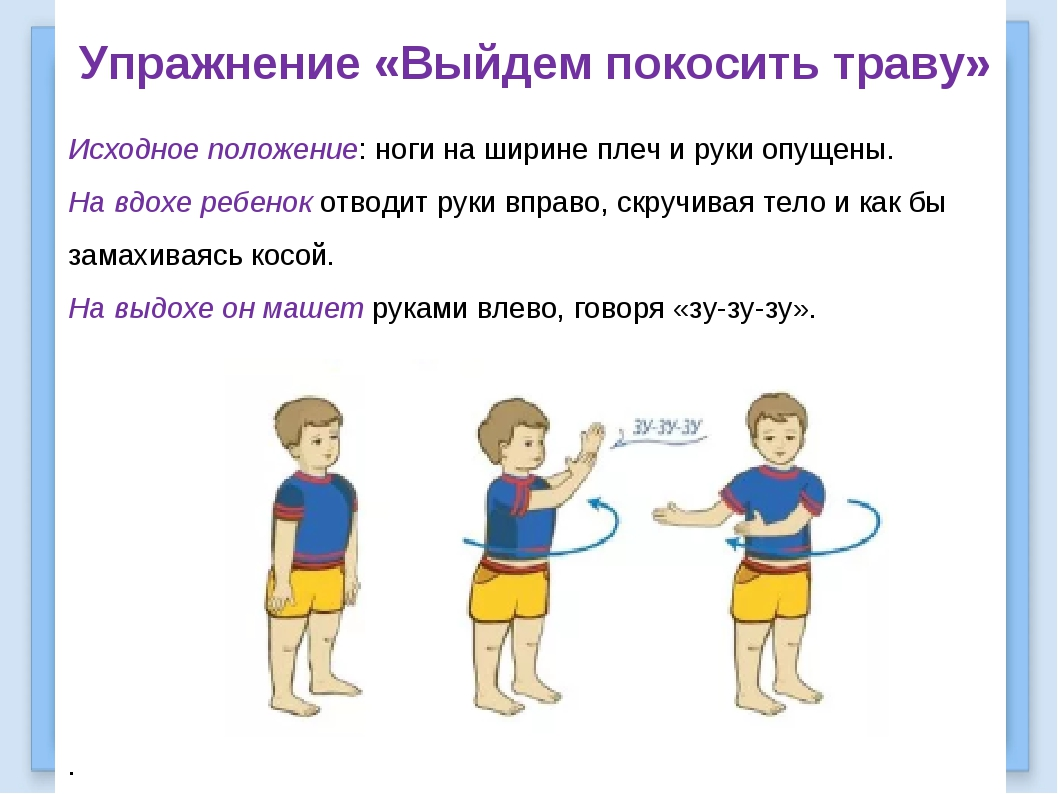 Упражнение «Выйдем покосить траву»
Исходное положение: ноги на ширине плеч и руки опущены.
На вдохе ребенок отводит руки вправо, скручивая тело и как бы
замахиваясь косой.
На выдохе он машет руками влево, говоря «зу-зу-зу».
ЗУ-ЗУ-ЗУ
.